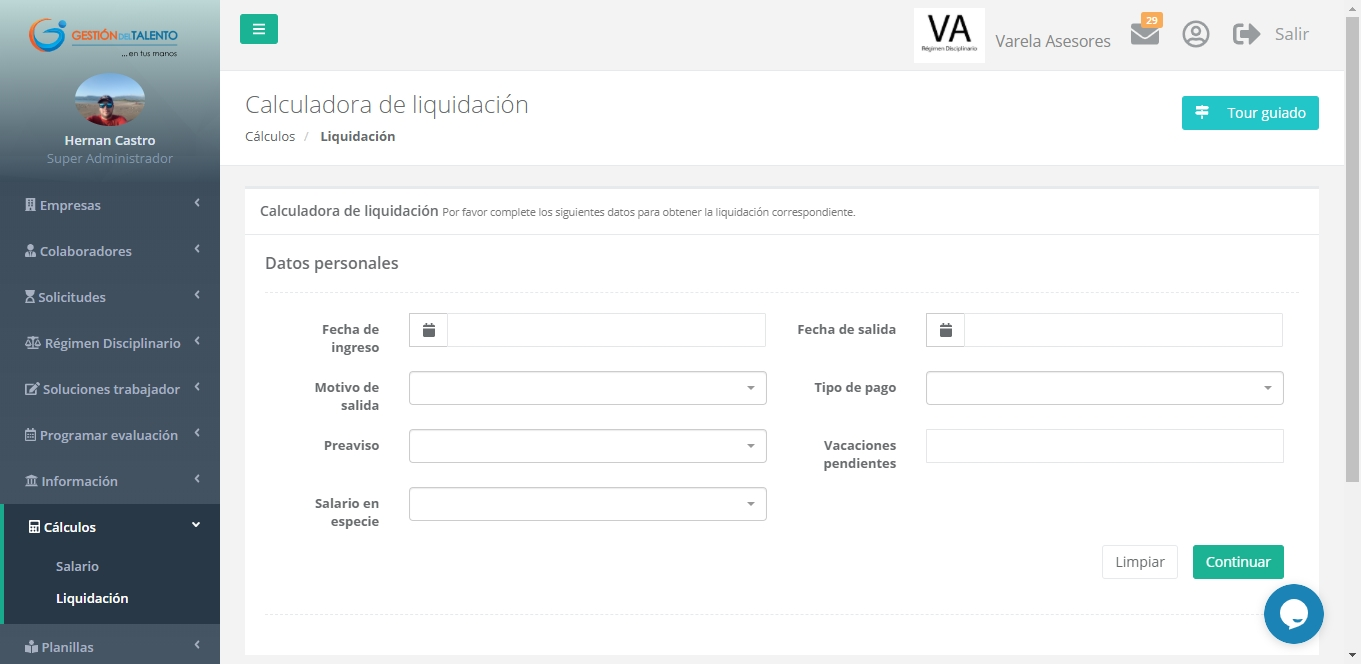 GESTIÓN DEL TALENTO
...en tus manos
Hernan Castro
Super Administrador
Empresas
Colaboradores
Solicitudes
Régimen Disciplinario
Soluciones trabajador
Programar evaluación
Información
Cálculos
Salario
Liquidación
Planillas
VA
Régimen Disciplinario
Varela Asesores
29
Salir
Calculadora de liquidación
Cálculos / Liquidación
Tour guiado
Calculadora de liquidación Por favor complete los siguientes datos para obtener la liquidación correspondiente.
Datos personales
Fecha de
ingreso
Fecha de salida
Motivo de
salida
Tipo de pago
Preaviso
Vacaciones
pendientes
Salario en
especie
Limpiar
Continuar